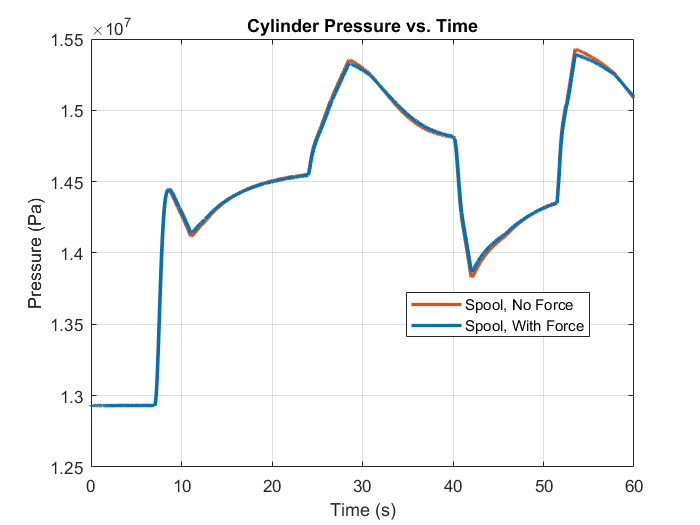 Cylinder Pressure vs. Time
×10⁷
1.55
1.5
1.45
1.4
1.35
1.3
1.25
Pressure (Pa)
Spool, No Force
Spool, With Force
0 10 20 30 40 50 60
Time (s)